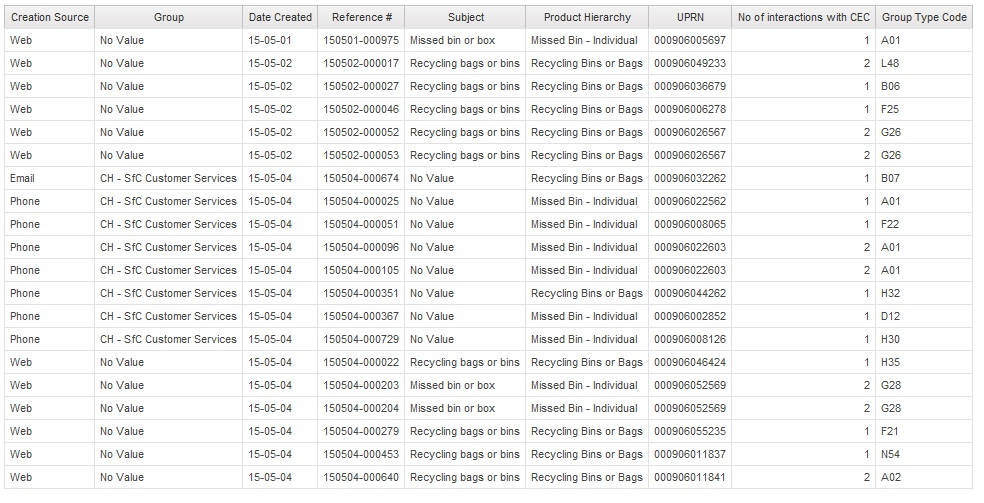 Creation Source Group Date Created Reference # Subject Product Hierarchy UPRN No of interactions with CEC Group Type Code
Web No Value 15-05-01 150501-000975 Missed bin or box Missed Bin - Individual 000906005697 1 A01
Web No Value 15-05-02 150502-000017 Recycling bags or bins Recycling Bins or Bags 000906049233 2 L48
Web No Value 15-05-02 150502-000027 Recycling bags or bins Recycling Bins or Bags 000906036679 1 B06
Web No Value 15-05-02 150502-000046 Recycling bags or bins Recycling Bins or Bags 000906006278 1 F25
Web No Value 15-05-02 150502-000052 Recycling bags or bins Recycling Bins or Bags 000906026567 2 G26
Web No Value 15-05-02 150502-000053 Recycling bags or bins Recycling Bins or Bags 000906026567 2 G26
Email CH - SfC Customer Services 15-05-04 150504-000674 No Value Recycling Bins or Bags 000906032262 1 B07
Phone CH - SfC Customer Services 15-05-04 150504-000025 No Value Missed Bin - Individual 000906022562 1 A01
Phone CH - SfC Customer Services 15-05-04 150504-000051 No Value Missed Bin - Individual 000906008065 1 F22
Phone CH - SfC Customer Services 15-05-04 150504-000096 No Value Missed Bin - Individual 000906022603 2 A01
Phone CH - SfC Customer Services 15-05-04 150504-000105 No Value Missed Bin - Individual 000906022603 2 A01
Phone CH - SfC Customer Services 15-05-04 150504-000351 No Value Recycling Bins or Bags 000906044262 1 H32
Phone CH - SfC Customer Services 15-05-04 150504-000367 No Value Missed Bin - Individual 000906002852 1 D12
Phone CH - SfC Customer Services 15-05-04 150504-000729 No Value Missed Bin - Individual 000906008126 1 H30
Web No Value 15-05-04 150504-000022 Recycling bags or bins Recycling Bins or Bags 000906046424 1 H35
Web No Value 15-05-04 150504-000203 Missed bin or box Missed Bin - Individual 000906052569 2 G28
Web No Value 15-05-04 150504-000204 Missed bin or box Missed Bin - Individual 000906052569 2 G28
Web No Value 15-05-04 150504-000279 Recycling bags or bins Recycling Bins or Bags 000906055235 1 F21
Web No Value 15-05-04 150504-000453 Recycling bags or bins Recycling Bins or Bags 000906011837 1 N54
Web No Value 15-05-04 150504-000640 Recycling bags or bins Recycling Bins or Bags 000906011841 2 A02